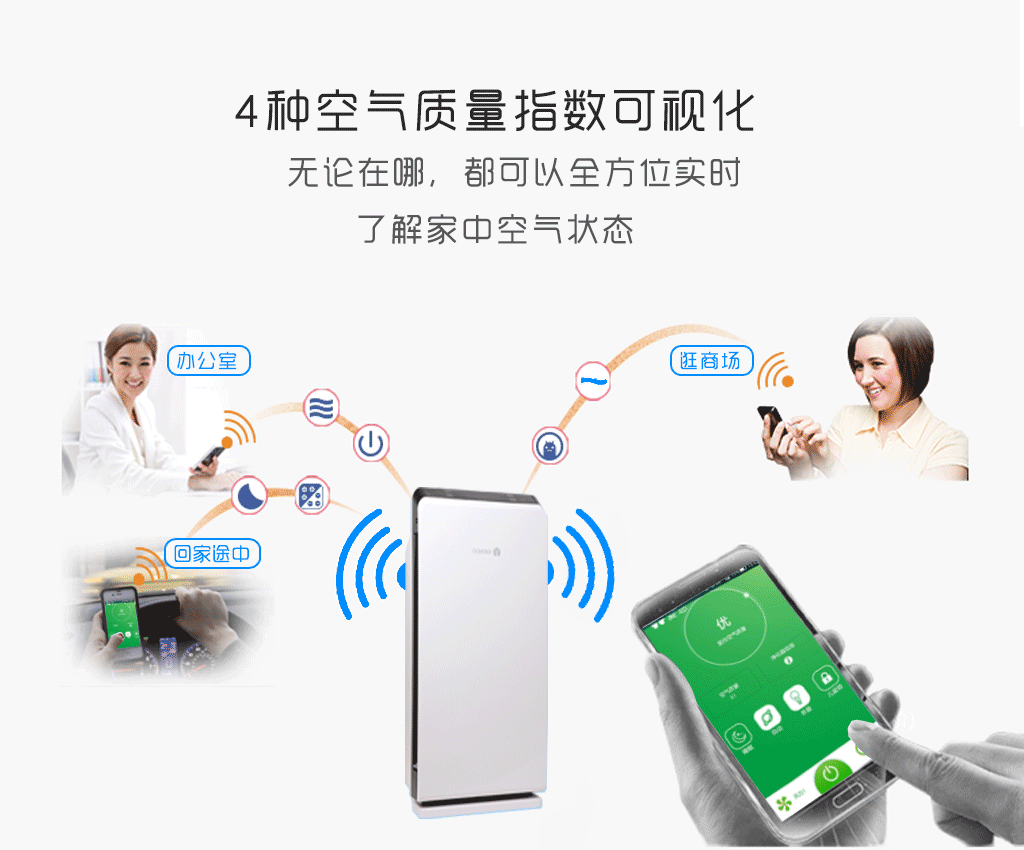 4种空气质量指数可视化
无论在哪，都可以全方位实时
了解家中空气状态
办公室
逛商场
回家途中
优